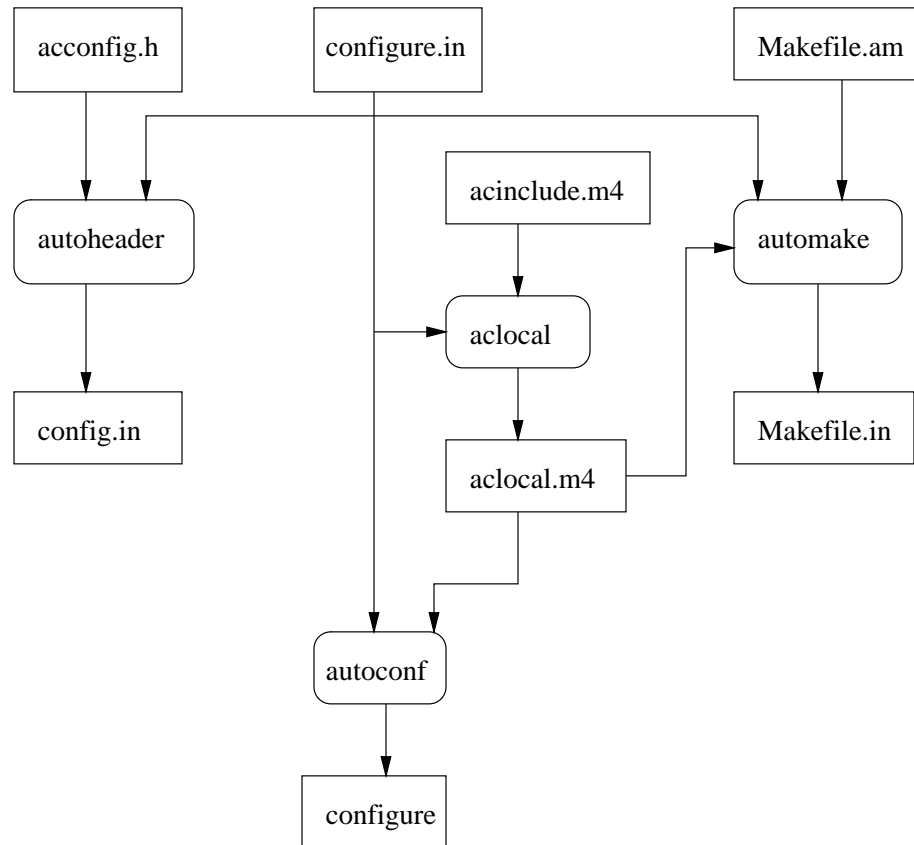 acconfig.h
configure.in
Makefile.am
acinclude.m4
autoheader
automake
aclocal
config.in
Makefile.in
aclocal.m4
autoconf
configure